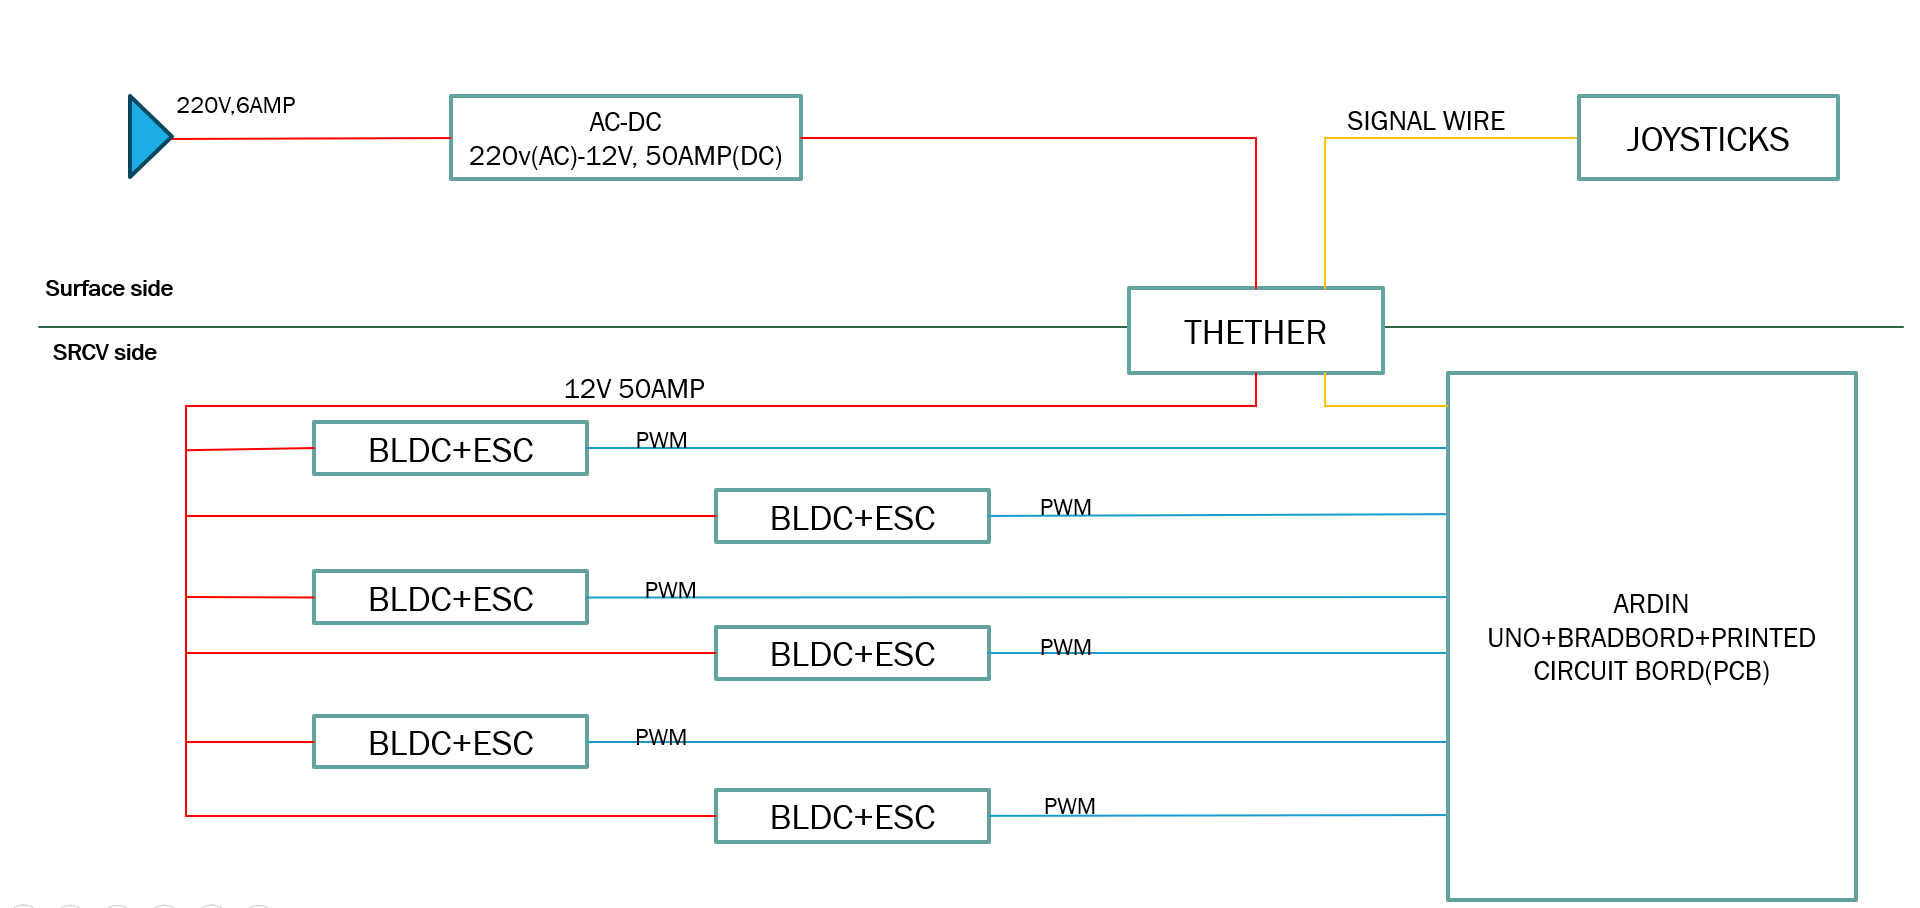 220V,6AMP
AC-DC
220v(AC)-12V, 50AMP(DC)
SIGNAL WIRE
JOYSTICKS
Surface side
THETHER
SRCV side
12V 50AMP
BLDC+ESC
PWM
BLDC+ESC
PWM
BLDC+ESC
PWM
BLDC+ESC
PWM
BLDC+ESC
PWM
BLDC+ESC
PWM
ARDIN
UNO+BRADBORD+PRINTED
CIRCUIT BORD(PCB)